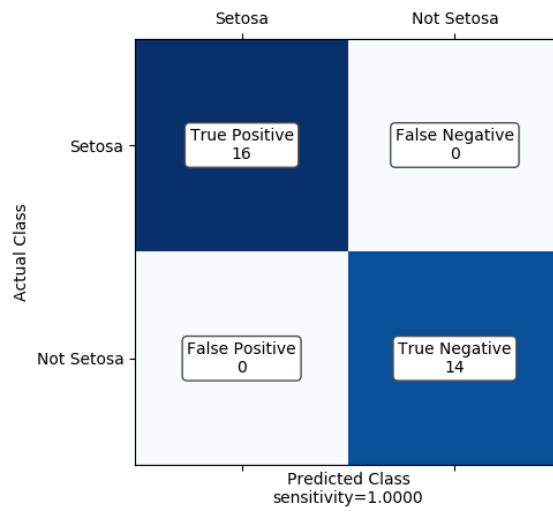 Setosa
Not Setosa
Actual Class
Setosa
True Positive
16
False Negative
0
Not Setosa
False Positive
0
True Negative
14
Predicted Class
sensitivity=1.0000